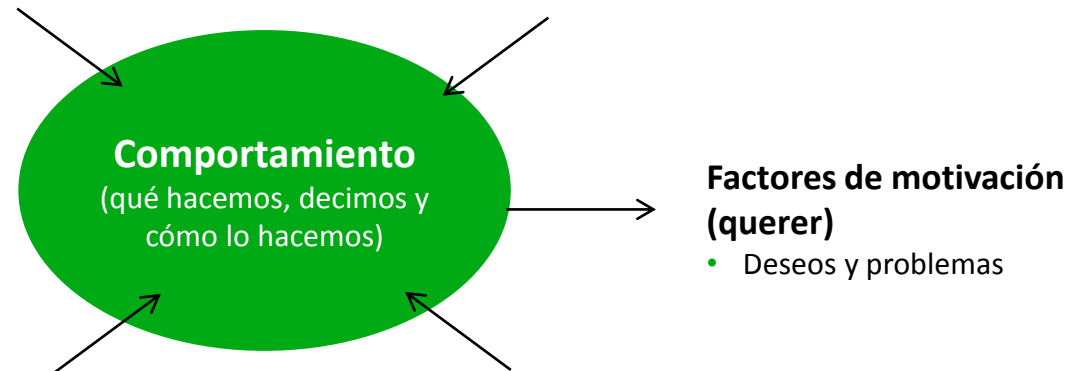 Comportamiento
(qué hacemos, decimos y
cómo lo hacemos)
Factores de motivación
(querer)
• Deseos y problemas